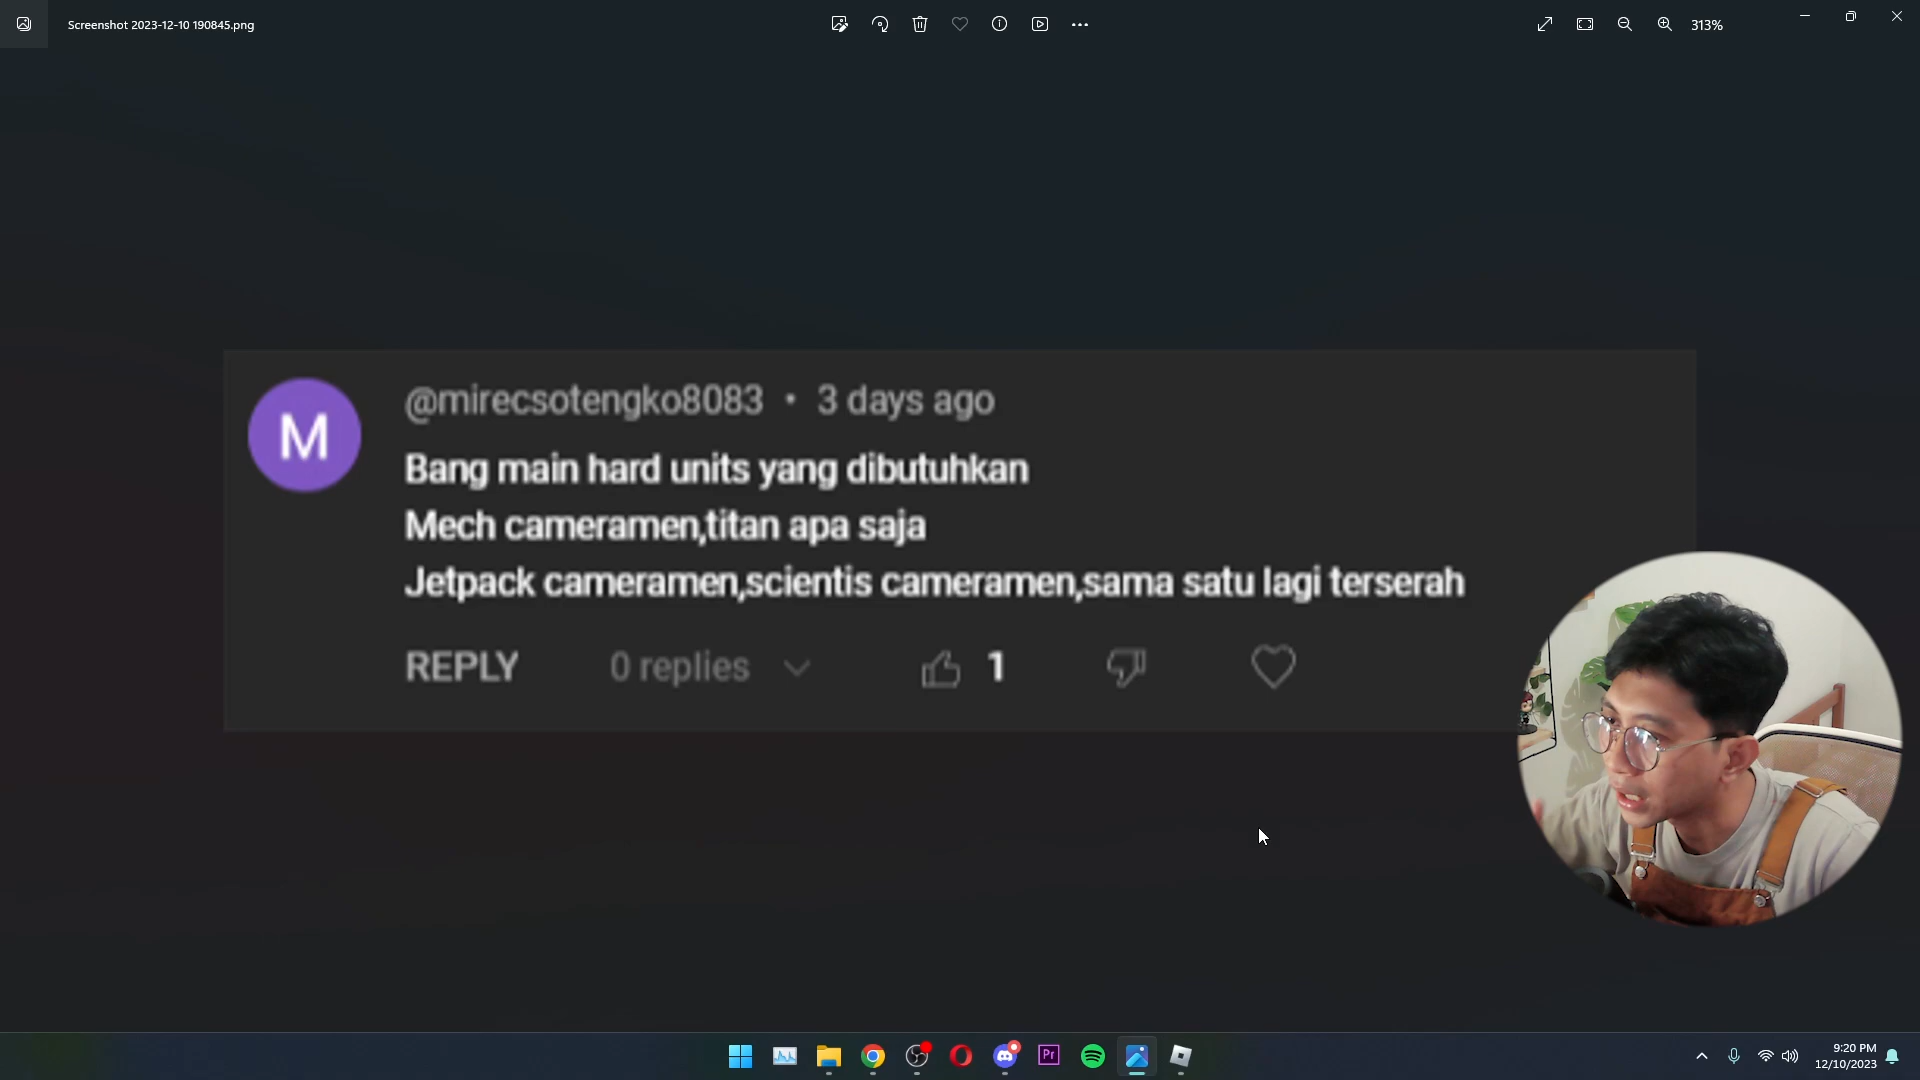 Screenshot 2023-12-10 190845.png
313%
M
@mirecsotengko8083 • 3 days ago
Bang main hard units yang dibutuhkan
Mech cameramen,titan apa saja
Jetpack cameramen,scientis cameramen,sama satu lagi terserah
REPLY 0 replies 1
Pr
9:20 PM
12/10/2023